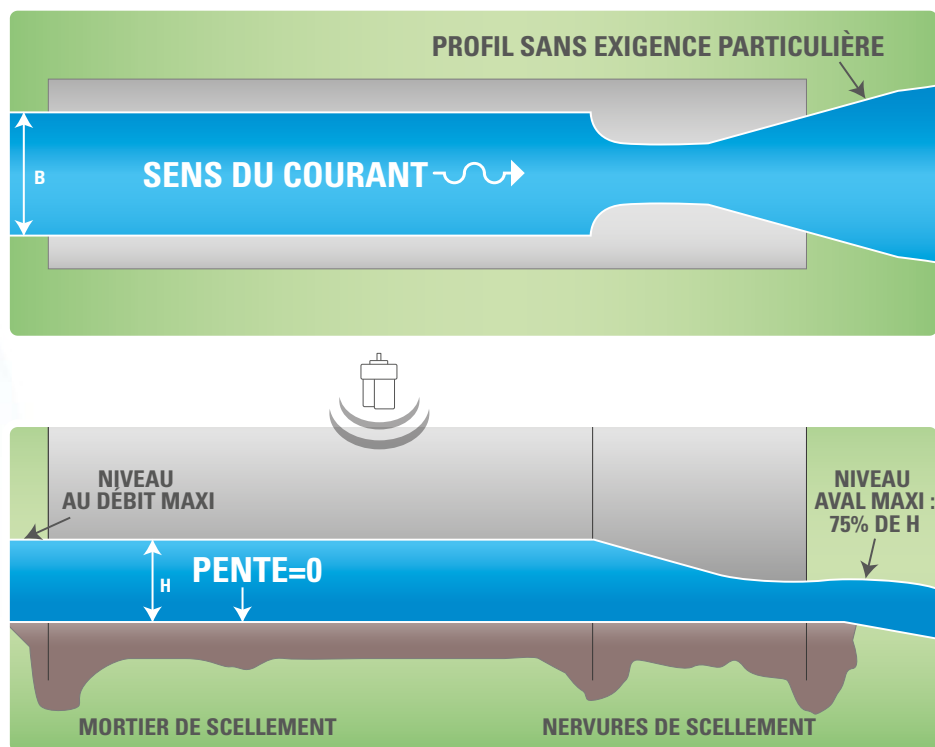 PROFIL SANS EXIGENCE PARTICULIÈRE
B
SENS DU COURANT
NIVEAU
AU DÉBIT MAXI
NIVEAU
AVAL MAXI :
75% DE H
H
PENTE=0
MORTIER DE SCELLEMENT
NERVURES DE SCELLEMENT